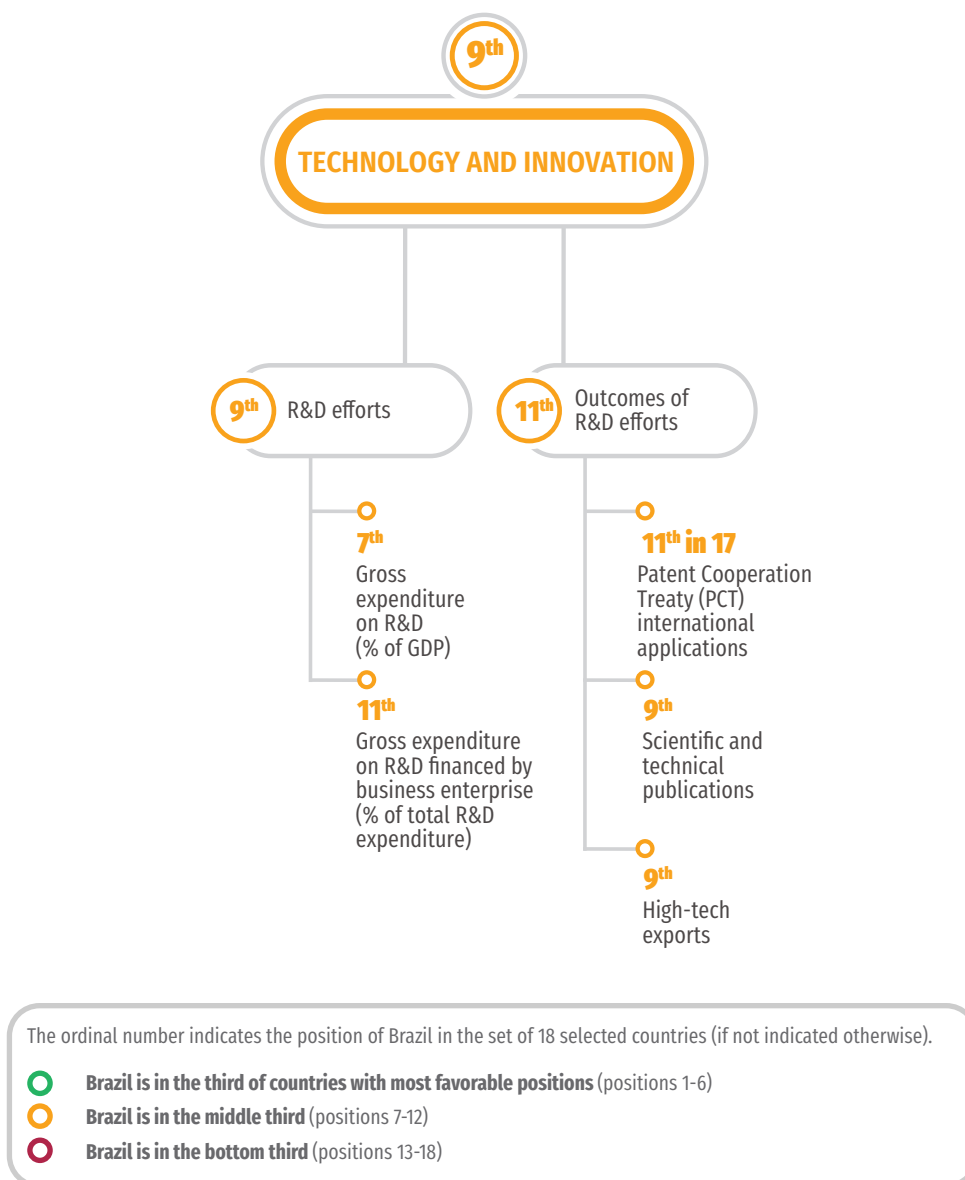 9th
TECHNOLOGY AND INNOVATION
9th
R&D efforts
7th
Gross
expenditure
on R&D
(% of GDP)
11th
Gross expenditure
on R&D financed by
business enterprise
(% of total R&D
expenditure)
11th
Outcomes of
R&D efforts
11th in 17
Patent Cooperation
Treaty (PCT)
international
applications
9th
Scientific and
technical
publications
9th
High-tech
exports
The ordinal number indicates the position of Brazil in the set of 18 selected countries (if not indicated otherwise).
Brazil is in the third of countries with most favorable positions (positions 1-6)
Brazil is in the middle third (positions 7-12)
Brazil is in the bottom third (positions 13-18)